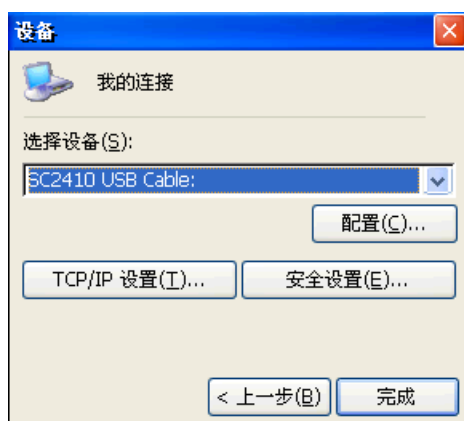 设备
我的连接
选择设备(S):
SC2410 USB Cable:
配置(C)...
TCP/IP 设置(T)... 安全设置(E)...
< 上一步(B) 完成